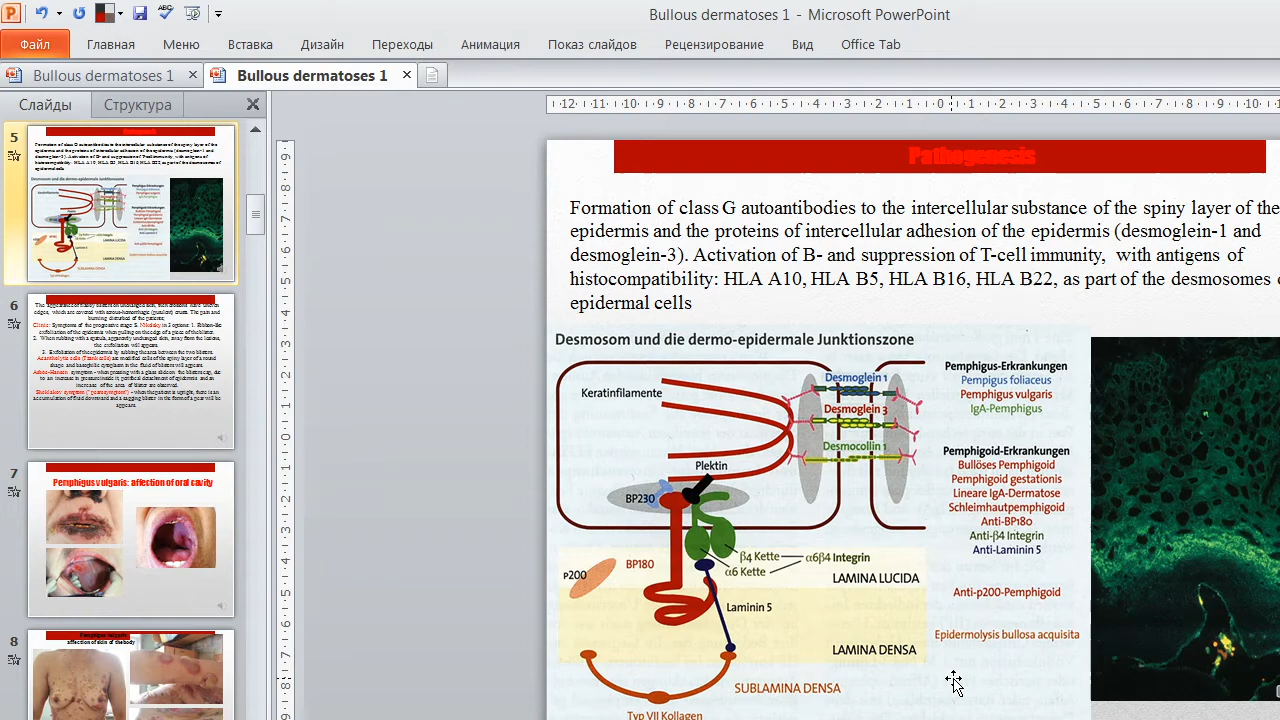 Bullous dermatoses 1 - Microsoft PowerPoint
Файл Главная Меню Вставка Дизайн Переходы Анимация Показ слайдов Рецензирование Вид Office Tab
Bullous dermatoses 1 Bullous dermatoses 1
Слайды Структура
5
6
7
Pemphigus vulgaris: affection of oral cavity
8
Pemphigus vulgaris
affection of skin of the body
Pathogenesis
of class G autoantibodies to the intercellular substance of the spiny layer of the
epidermis and the proteins of intercellular adhesion of the epidermis (desmoglein-1 and
desmoglein-3). Activation of B- and suppression of T-cell immunity, with antigens of
histocompatibility: HLA A10, HLA B5, HLA B16, HLA B22, as part of the desmosomes
epidermal cells
Desmosom und die dermo-epidermale Junktionszone
Keratinfilamente
Desmoglein 1
Desmoglein 3
Desmocollin 1
Plektin
BP230
BP180
P200
β4 Kette
α6 Kette
α6β4 Integrin
LAMINA LUCIDA
Laminin 5
LAMINA DENSA
SUBLAMINA DENSA
Typ VII Kollagen
Pemphigus-Erkrankungen
Pempigus foliaceus
Pemphigus vulgaris
IgA-Pemphigus
Pemphigoid-Erkrankungen
Bullöses Pemphigoid
Pemphigoid gestationis
Lineare IgA-Dermatose
Schleimhautpemphigoid
Anti-BP180
Anti-β4 Integrin
Anti-Laminin 5
Anti-p200-Pemphigoid
Epidermolysis bullosa acquisita